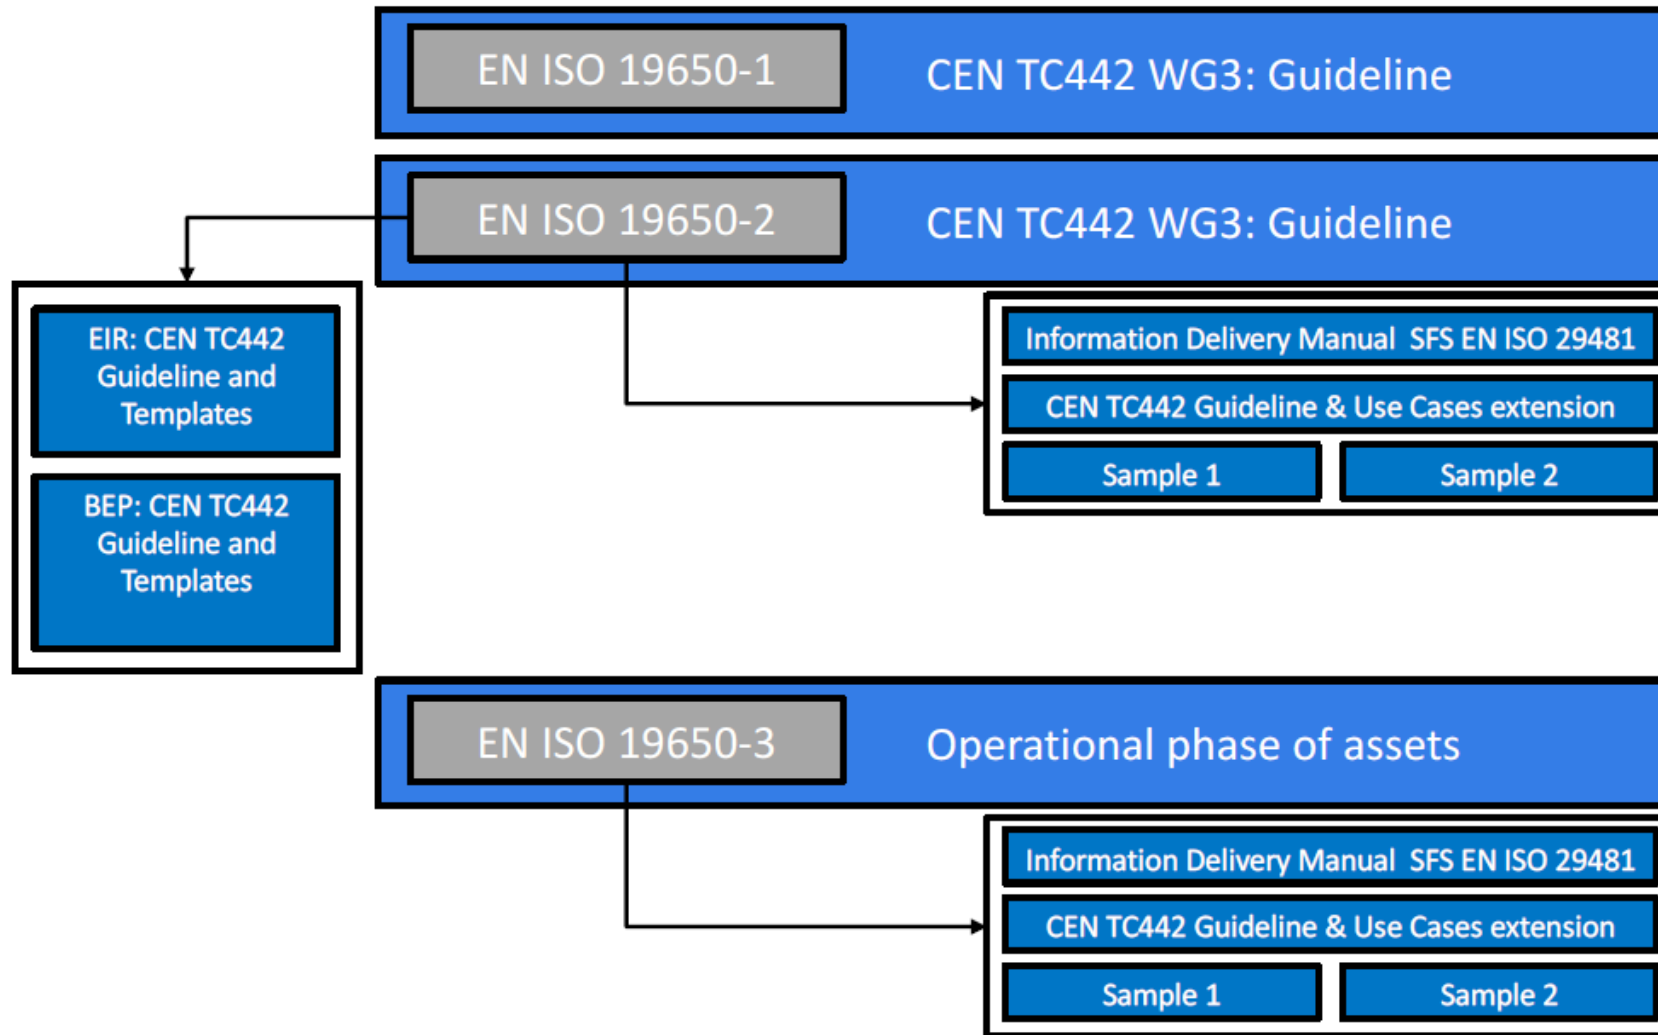 EN ISO 19650-1
CEN TC442 WG3: Guideline
EN ISO 19650-2
CEN TC442 WG3: Guideline
EIR: CEN TC442
Guideline and
Templates
BEP: CEN TC442
Guideline and
Templates
Information Delivery Manual SFS EN ISO 29481
CEN TC442 Guideline & Use Cases extension
Sample 1
Sample 2
EN ISO 19650-3
Operational phase of assets
Information Delivery Manual SFS EN ISO 29481
CEN TC442 Guideline & Use Cases extension
Sample 1
Sample 2